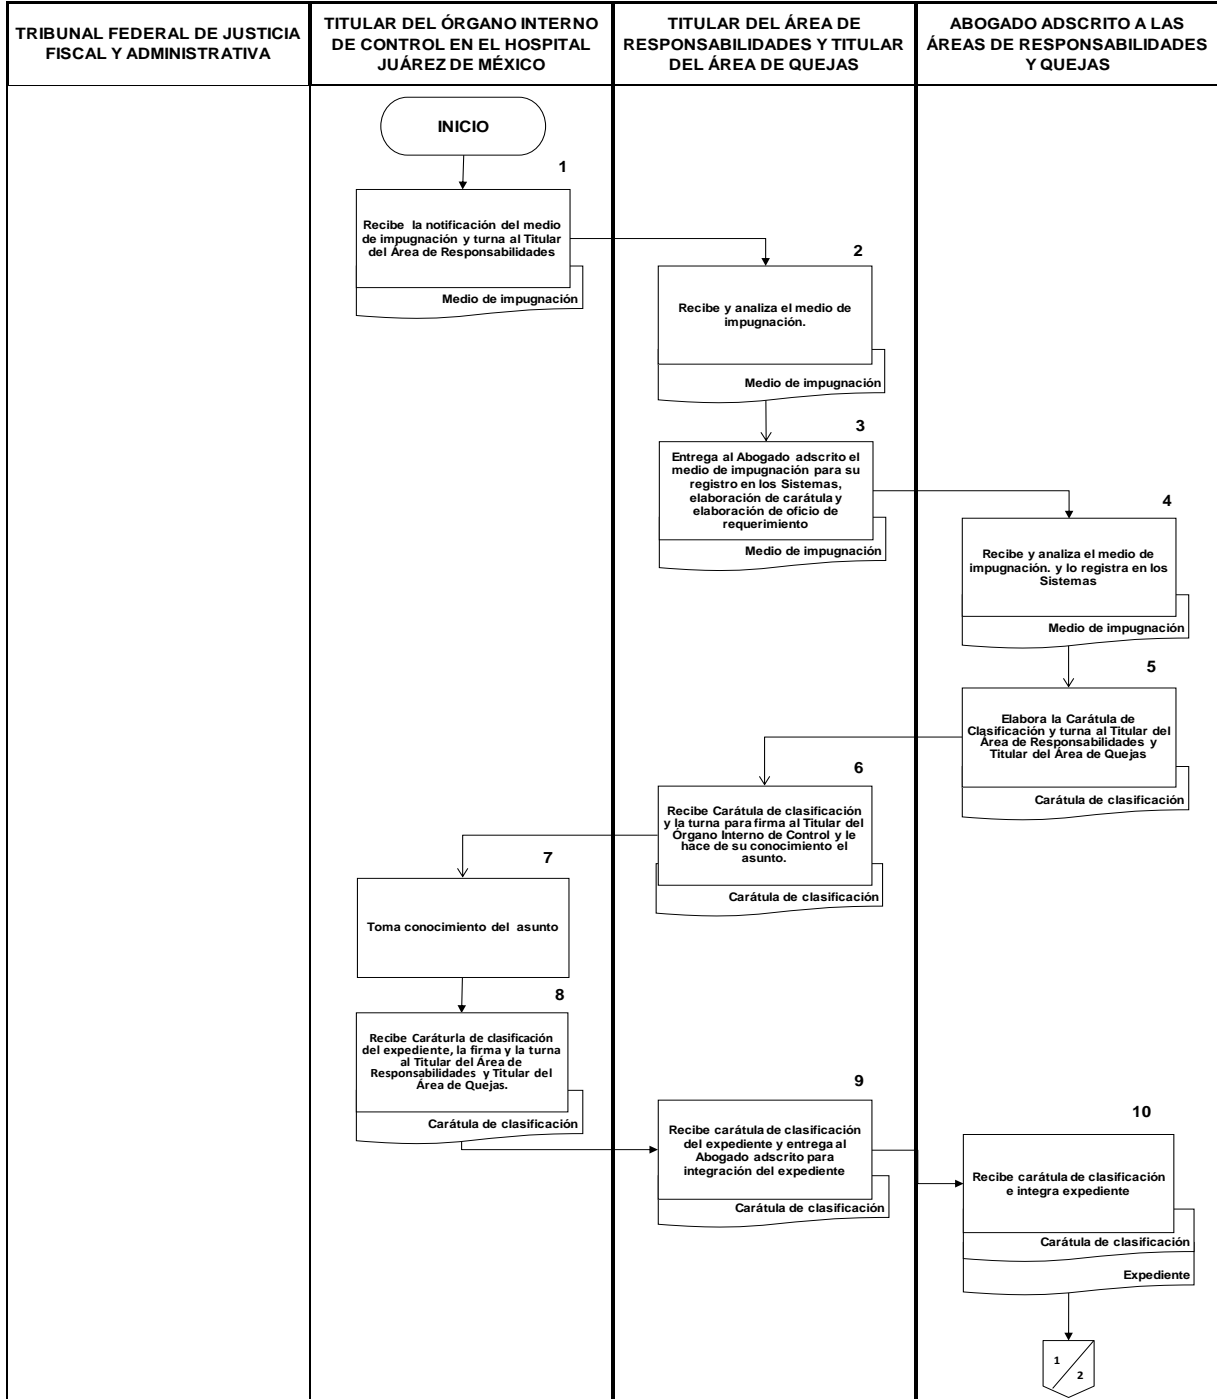 TRIBUNAL FEDERAL DE JUSTICIA
FISCAL Y ADMINISTRATIVA
TITULAR DEL ÓRGANO INTERNO
DE CONTROL EN EL HOSPITAL
JUÁREZ DE MÉXICO
TITULAR DEL ÁREA DE
RESPONSABILIDADES Y TITULAR
DEL ÁREA DE QUEJAS
ABOGADO ADSCRITO A LAS
ÁREAS DE RESPONSABILIDADES
Y QUEJAS
INICIO
1
Recibe la notificación del medio
de impugnación y turna al Titular
del Área de Responsabilidades
Medio de impugnación
2
Recibe y analiza el medio de
impugnación.
Medio de impugnación
3
Entrega al Abogado adscrito el
medio de impugnación para su
registro en los Sistemas,
elaboración de carátula y
elaboración de oficio de
requerimiento
Medio de impugnación
4
Recibe y analiza el medio de
impugnación. y lo registra en los
Sistemas
Medio de impugnación
5
Elabora la Carátula de
Clasificación y turna al Titular del
Área de Responsabilidades y
Titular del Área de Quejas
Carátula de clasificación
6
Recibe Carátula de clasificación
y la turna para firma al Titular del
Órgano Interno de Control y le
hace de su conocimiento el
asunto.
Carátula de clasificación
7
Toma conocimiento del asunto
8
Recibe Caráturla de clasificación
del expediente, la firma y la turna
al Titular del Área de
Responsabilidades y Titular del
Área de Quejas.
Carátula de clasificación
9
Recibe carátula de clasificación
del expediente y entrega al
Abogado adscrito para
integración del expediente
Carátula de clasificación
10
Recibe carátula de clasificación
e integra expediente
Carátula de clasificación
Expediente
1
2